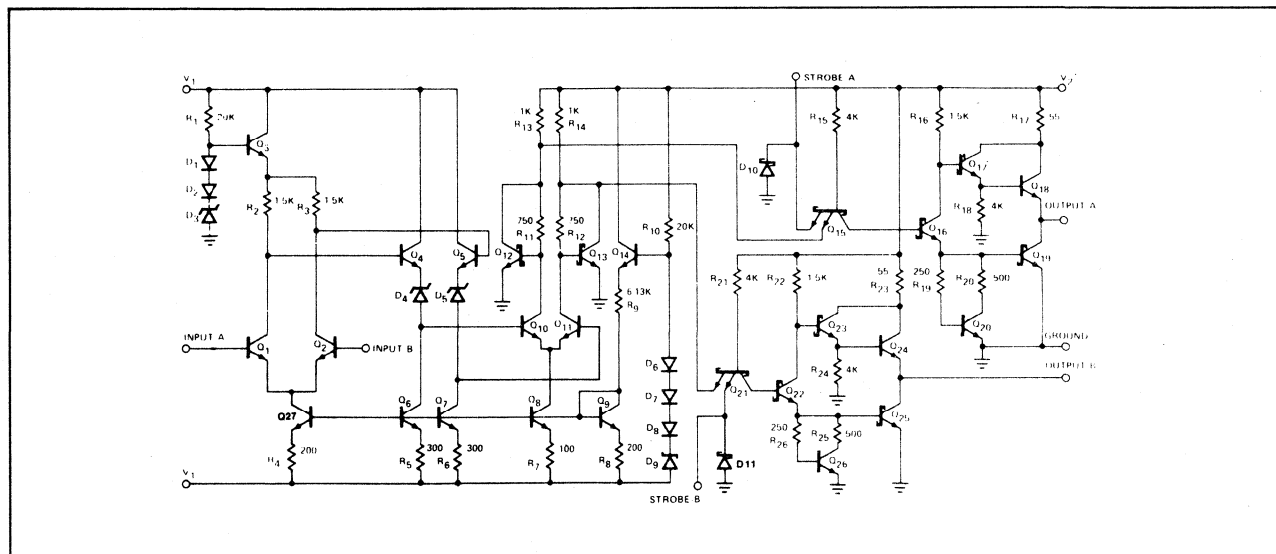 V1
R1
20K
D1
D2
D3
Q3
R2
1.5K
R3
1.5K
Q4
Q5
D4
D5
INPUT A
Q1
Q2
INPUT B
Q27
R4
200
V1
Q6
Q7
R5
300
R6
300
Q8
Q9
R7
100
R8
200
1K
R13
1K
R14
750
R11
750
R12
Q12
Q13
Q14
Q10
Q11
R10
20K
6.13K
R9
D6
D7
D8
D9
STROBE A
D10
R15
4K
Q15
R16
1.5K
R17
55
Q17
Q18
R18
4K
OUTPUT A
Q16
Q19
250
R19
R20
500
Q20
GROUND
OUTPUT B
R21
4K
R22
1.5K
55
R23
Q23
Q24
R24
4K
Q21
Q22
Q25
250
R26
R25
500
Q26
D11
STROBE B